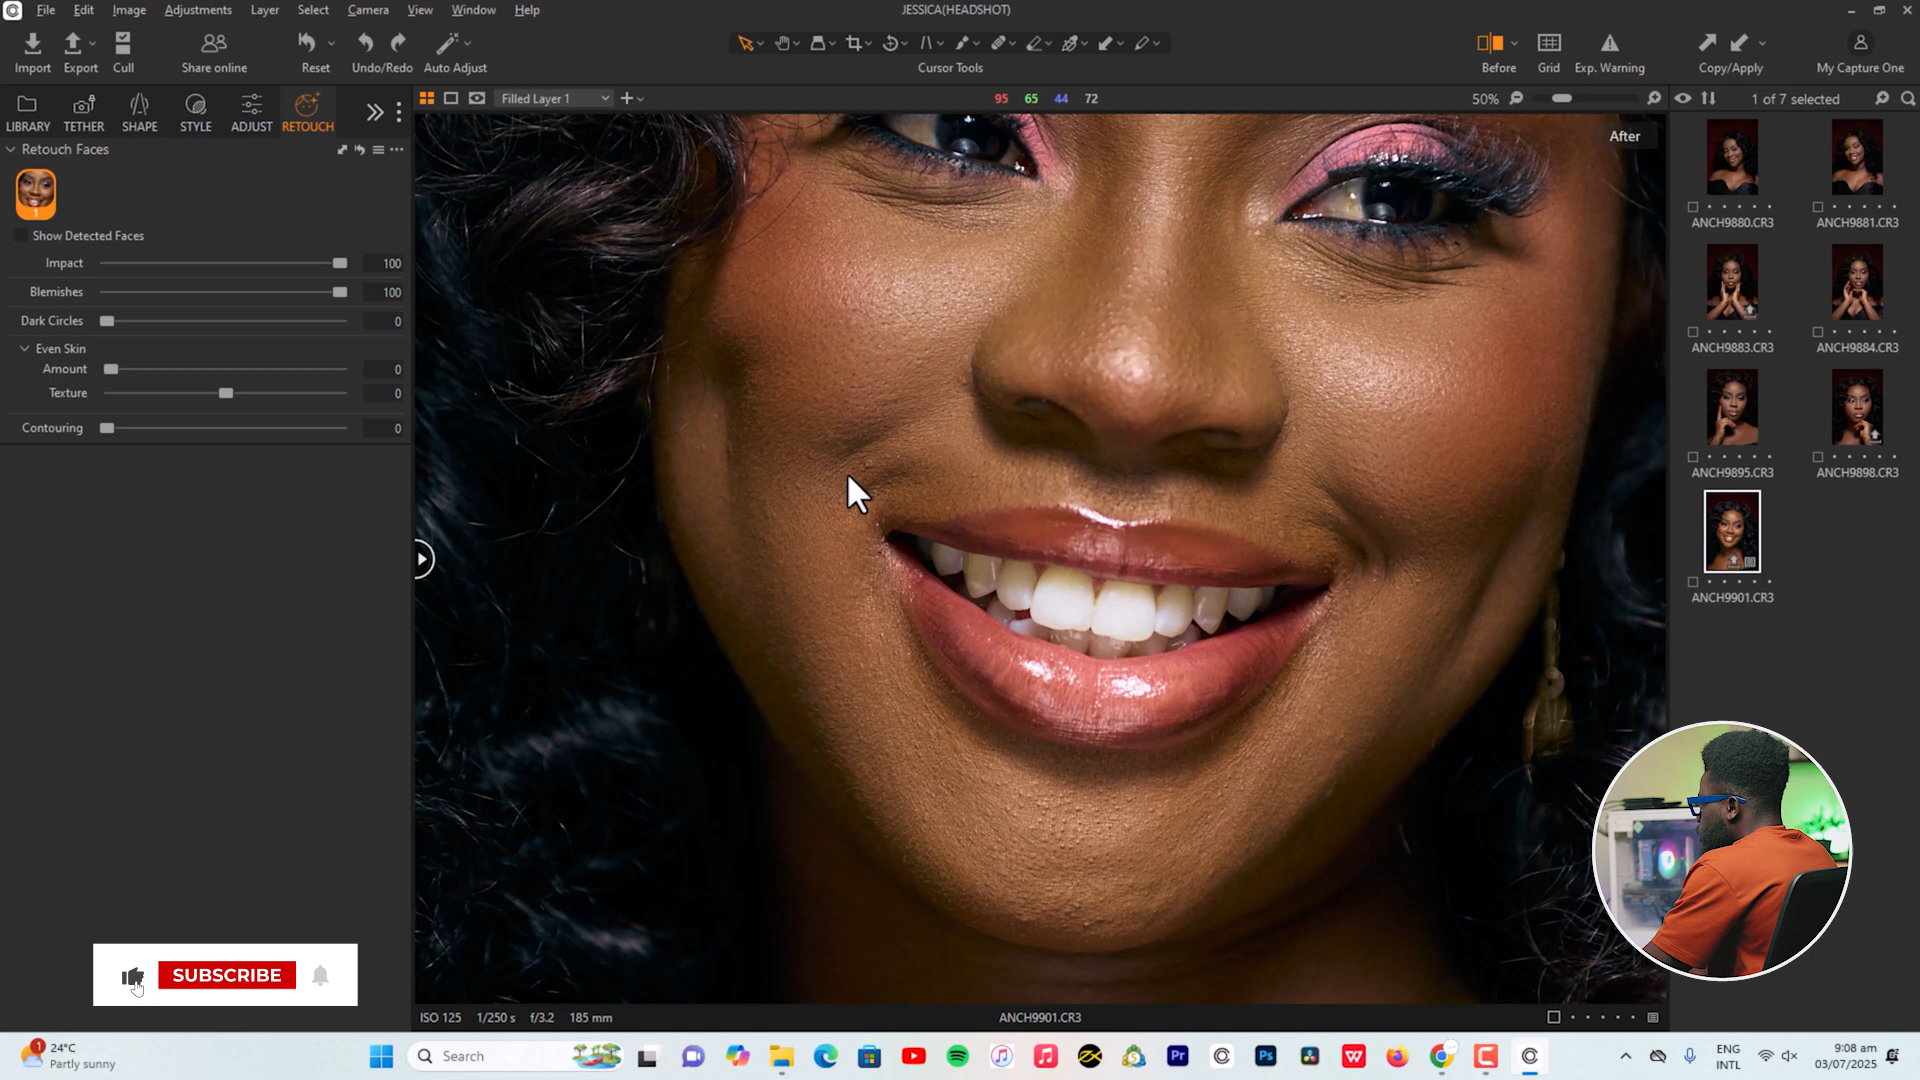 File Edit Image Adjustments Layer Select Camera View Window Help
JESSICA(HEADSHOT)
Import Export Cull Share online Reset Undo/Redo Auto Adjust
Cursor Tools
Before Grid Exp. Warning Copy/Apply My Capture One
LIBRARY TETHER SHAPE STYLE ADJUST RETOUCH
Filled Layer 1
95 65 44 72
50%
1 of 7 selected
Retouch Faces
After
1
Show Detected Faces
Impact 100
Blemishes 100
Dark Circles 0
Even Skin
Amount 0
Texture 0
Contouring 0
ANCH9880.CR3 ANCH9881.CR3
ANCH9883.CR3 ANCH9884.CR3
ANCH9895.CR3 ANCH9898.CR3
ANCH9901.CR3
SUBSCRIBE
ISO 125 1/250 s f/3.2 185 mm
ANCH9901.CR3
1
24°C
Partly sunny
Search
Pr
Ps
W
ENG
INTL
9:08 am
03/07/2025